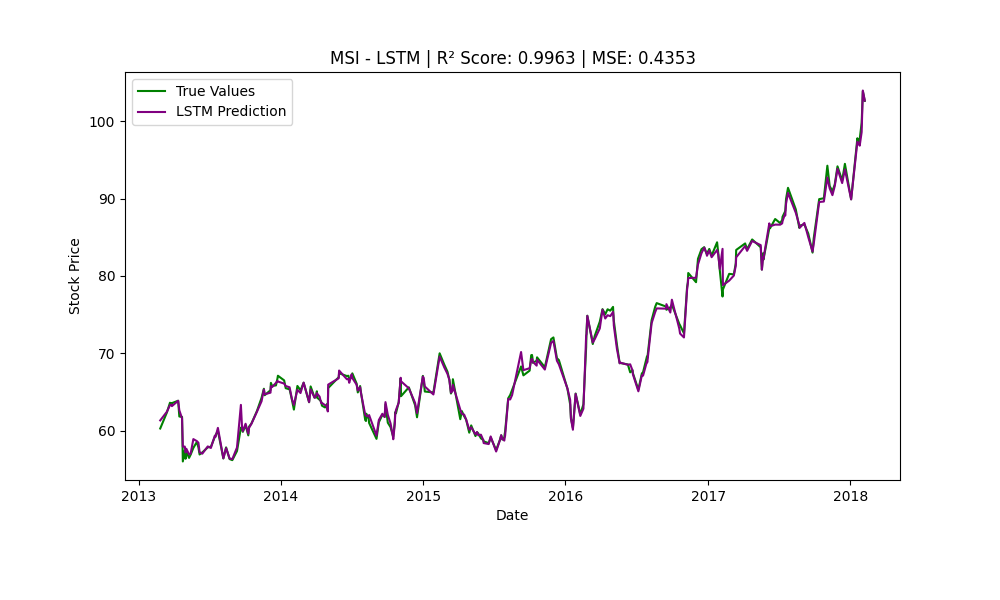 MSI - LSTM | R² Score: 0.9963 | MSE: 0.4353
True Values
LSTM Prediction
100
90
80
70
60
Stock Price
2013 2014 2015 2016 2017 2018
Date